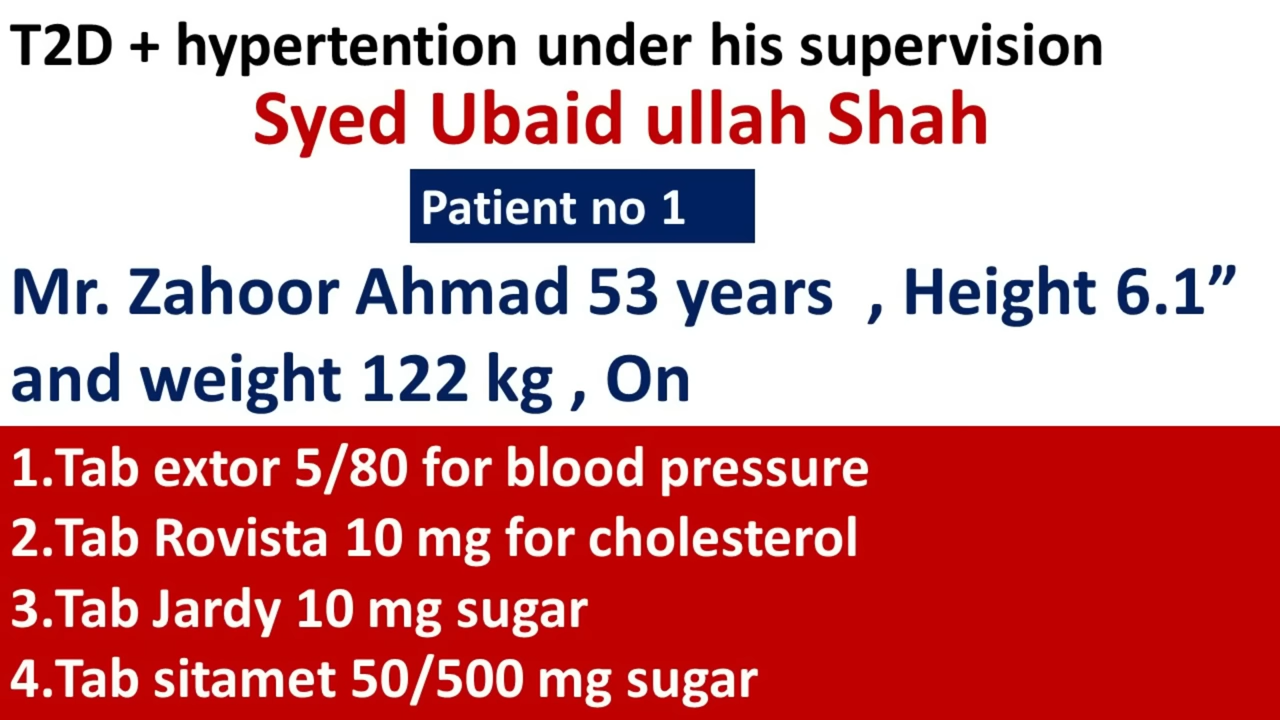 T2D + hypertention under his supervision
Syed Ubaid ullah Shah
Patient no 1
Mr. Zahoor Ahmad 53 years , Height 6.1”
and weight 122 kg , On
1.Tab extor 5/80 for blood pressure
2.Tab Rovista 10 mg for cholesterol
3.Tab Jardy 10 mg sugar
4.Tab sitamet 50/500 mg sugar